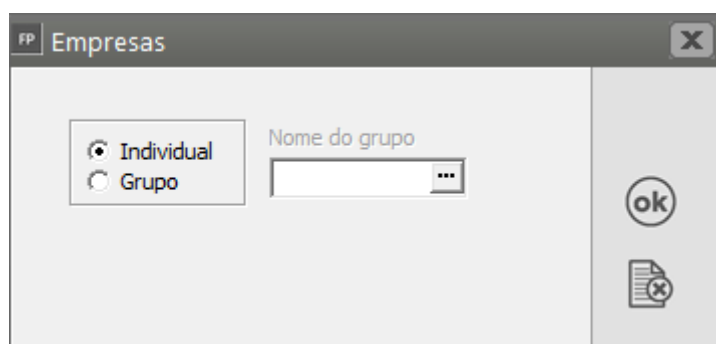 FP Empresas
Individual
Grupo
Nome do grupo
...
ok